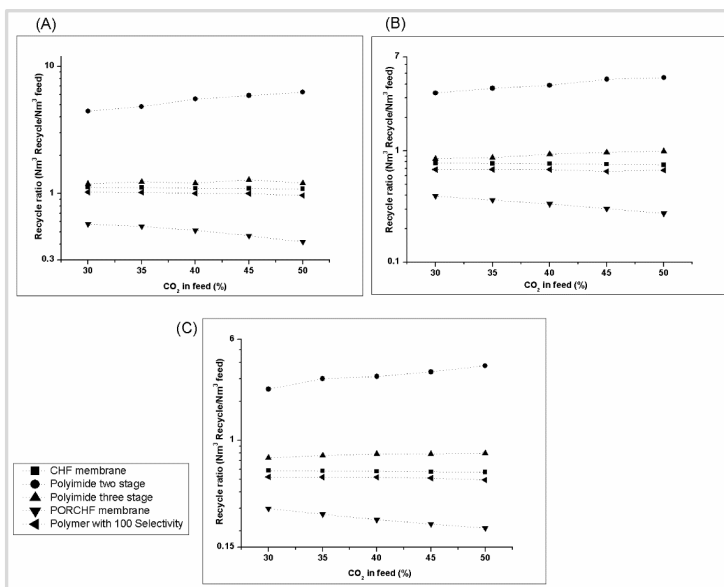 (A)
Recycle ratio (Nm³ Recycle/Nm³ feed)
10
1
0.3
30 35 40 45 50
CO₂ in feed (%)
(B)
Recycle ratio (Nm³ Recycle/Nm³ feed)
7
1
0.1
30 35 40 45 50
CO₂ in feed (%)
(C)
Recycle ratio (Nm³ Recycle/Nm³ feed)
6
1
0.15
30 35 40 45 50
CO₂ in feed (%)
CHF membrane
Polyimide two stage
Polyimide three stage
PORCHF membrane
Polymer with 100 Selectivity